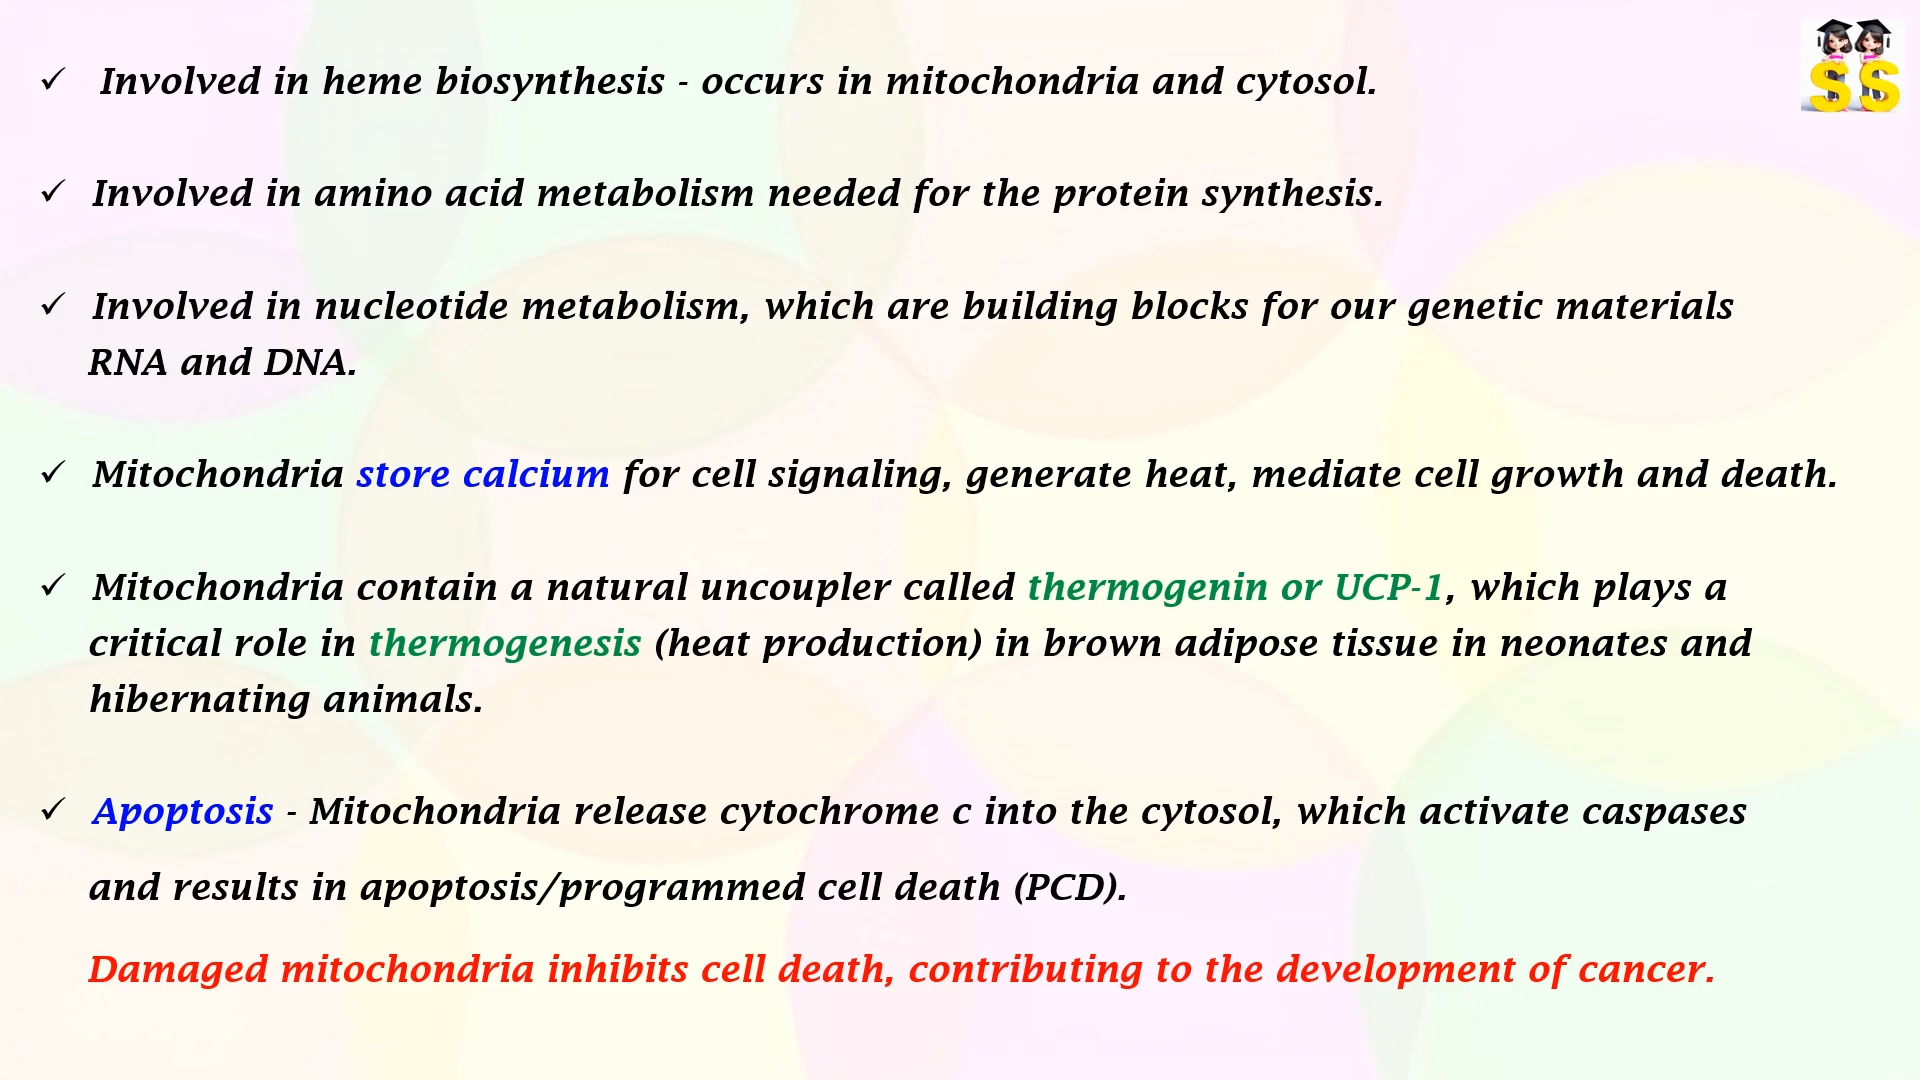 ✓ Involved in heme biosynthesis - occurs in mitochondria and cytosol.
✓ Involved in amino acid metabolism needed for the protein synthesis.
✓ Involved in nucleotide metabolism, which are building blocks for our genetic materials
RNA and DNA.
✓ Mitochondria store calcium for cell signaling, generate heat, mediate cell growth and death.
✓ Mitochondria contain a natural uncoupler called thermogenin or UCP-1, which plays a
critical role in thermogenesis (heat production) in brown adipose tissue in neonates and
hibernating animals.
✓ Apoptosis - Mitochondria release cytochrome c into the cytosol, which activate caspases
and results in apoptosis/programmed cell death (PCD).
Damaged mitochondria inhibits cell death, contributing to the development of cancer.
SS